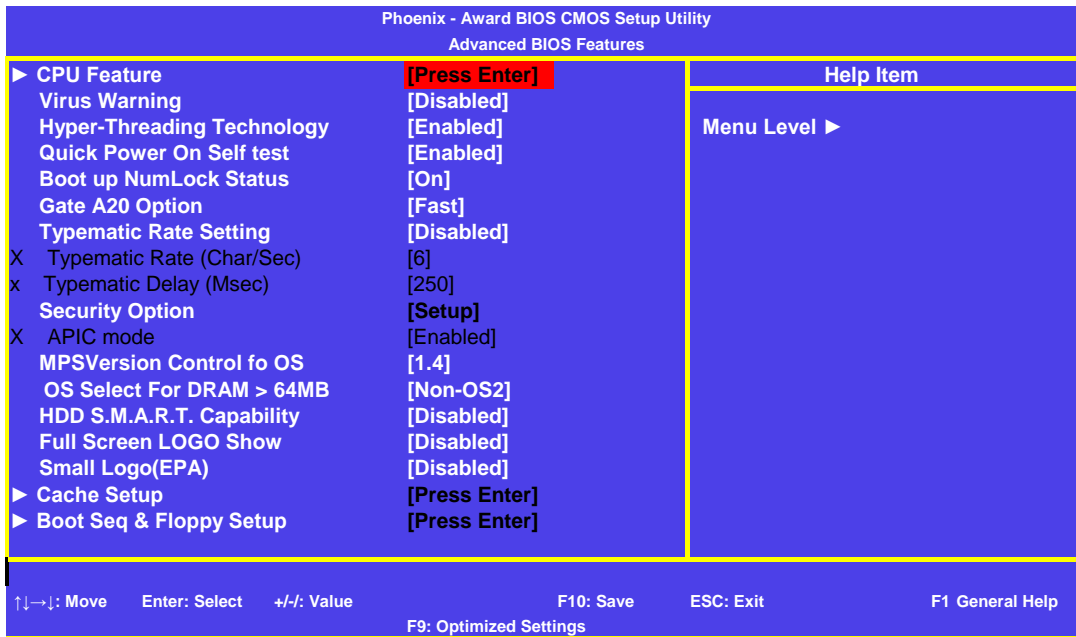 Phoenix - Award BIOS CMOS Setup Utility
Advanced BIOS Features
► CPU Feature [Press Enter] Help Item
Virus Warning [Disabled]
Hyper-Threading Technology [Enabled] Menu Level ►
Quick Power On Self test [Enabled]
Boot up NumLock Status [On]
Gate A20 Option [Fast]
Typematic Rate Setting [Disabled]
X Typematic Rate (Char/Sec) [6]
x Typematic Delay (Msec) [250]
Security Option [Setup]
X APIC mode [Enabled]
MPSVersion Control fo OS [1.4]
OS Select For DRAM > 64MB [Non-OS2]
HDD S.M.A.R.T. Capability [Disabled]
Full Screen LOGO Show [Disabled]
Small Logo(EPA) [Disabled]
► Cache Setup [Press Enter]
► Boot Seq & Floppy Setup [Press Enter]
↑↓→↓: Move Enter: Select +/-/: Value F10: Save ESC: Exit F1 General Help
F9: Optimized Settings